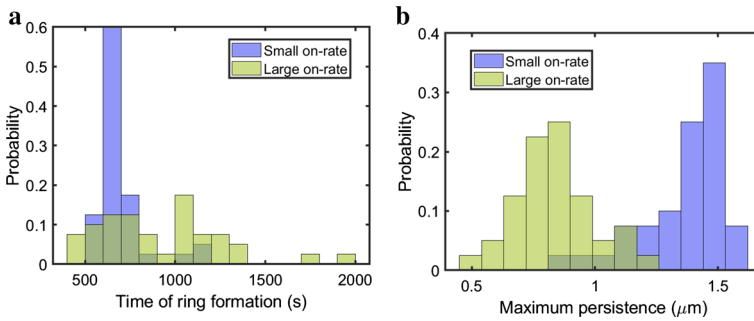 a
0.6
0.5
0.4
0.3
0.2
0.1
0
Probability
Small on-rate
Large on-rate
500
1000
1500
2000
Time of ring formation (s)
b
0.4
0.3
0.2
0.1
0
Probability
Small on-rate
Large on-rate
0.5
1
1.5
Maximum persistence (μm)